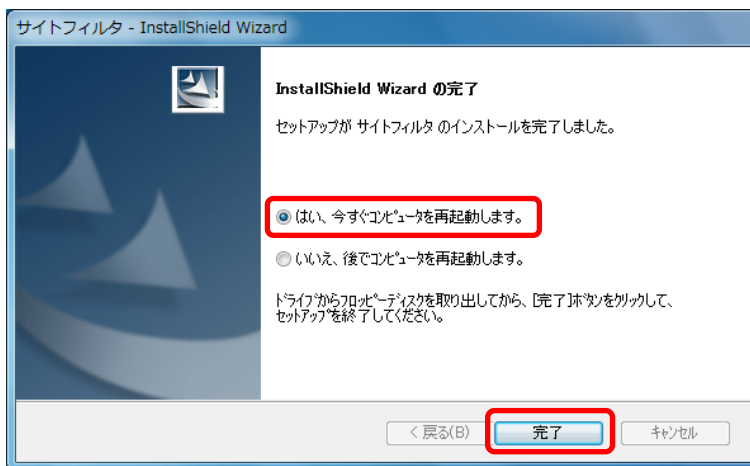 サイトフィルタ - InstallShield Wizard
InstallShield Wizard の完了
セットアップが サイトフィルタ のインストールを完了しました。
はい、今すぐコンピュータを再起動します。
いいえ、後でコンピュータを再起動します。
ドライブからフロッピーディスクを取り出してから、[完了]ボタンをクリックして、
セットアップを終了してください。
< 戻る(B)
完了
キャンセル